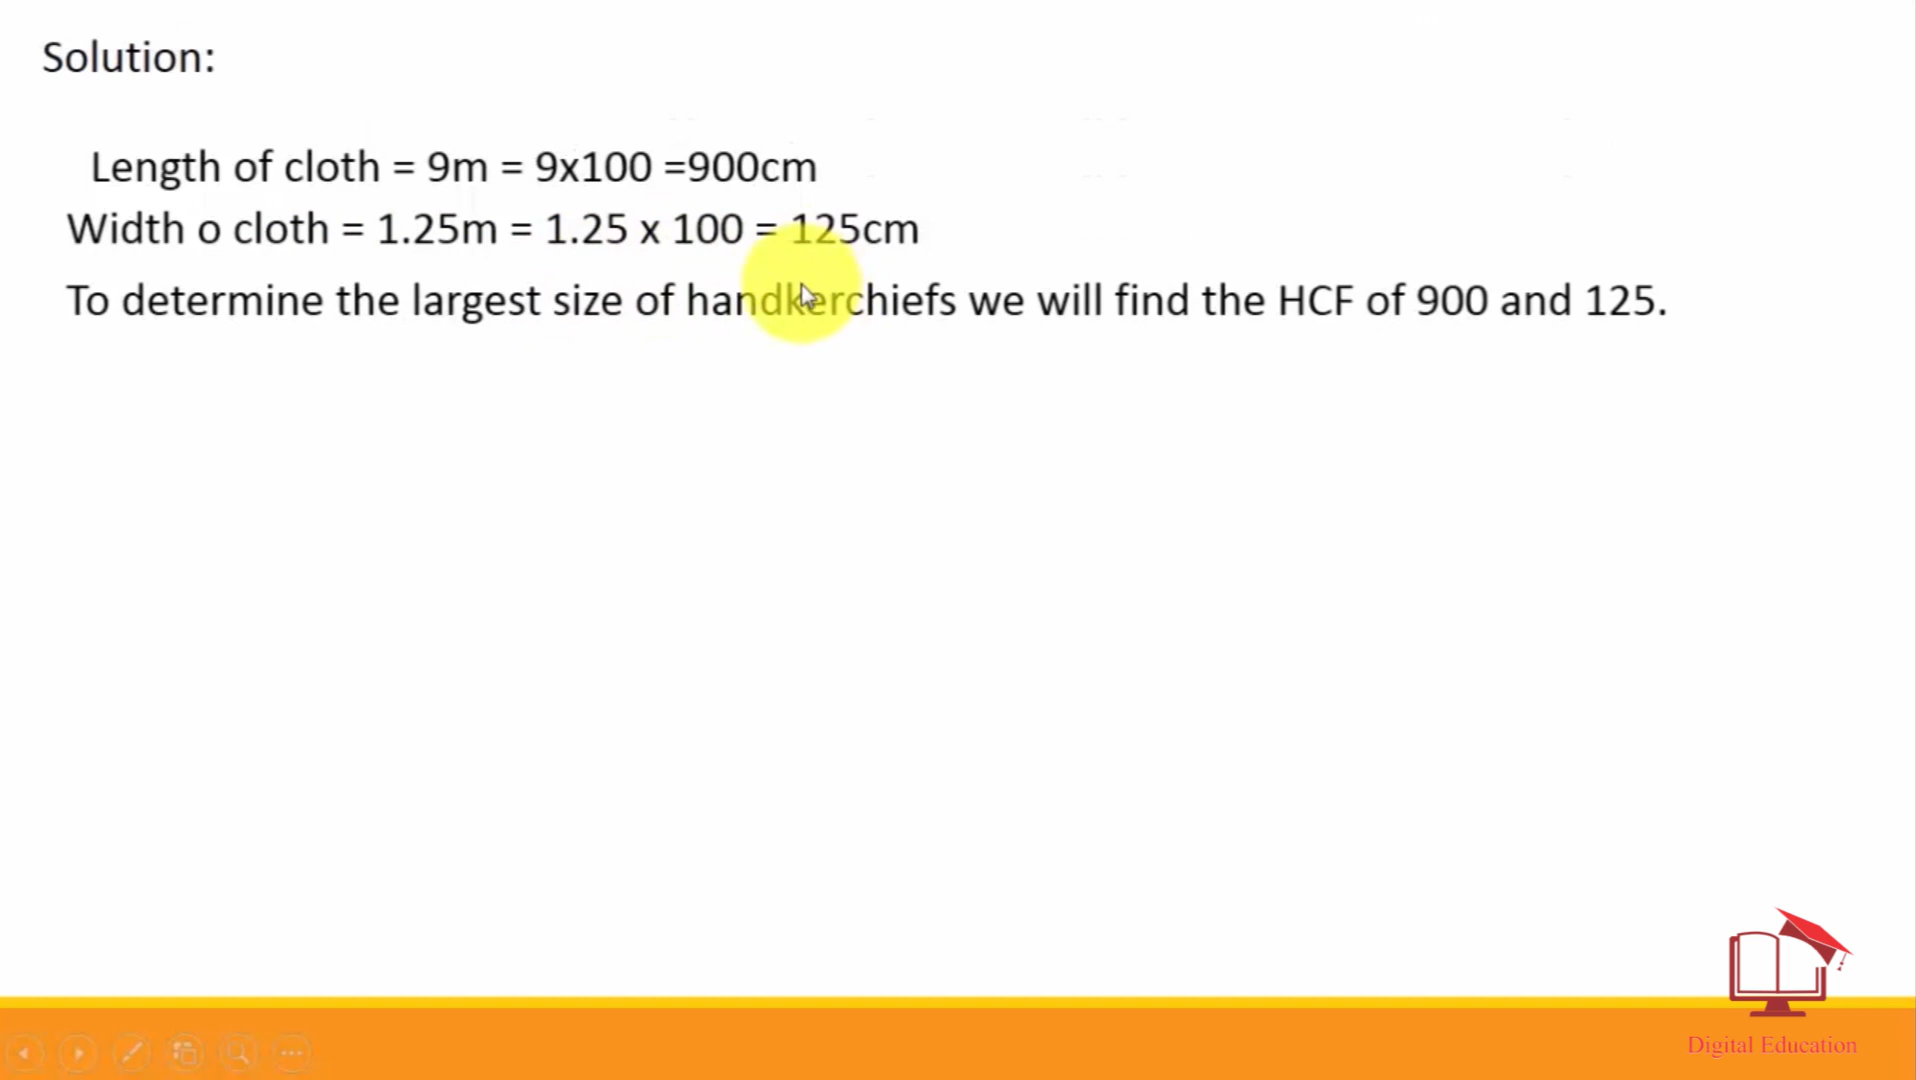 Solution:
Length of cloth = 9m = 9x100 =900cm
Width o cloth = 1.25m = 1.25 x 100 = 125cm
To determine the largest size of handkerchiefs we will find the HCF of 900 and 125.
Digital Education